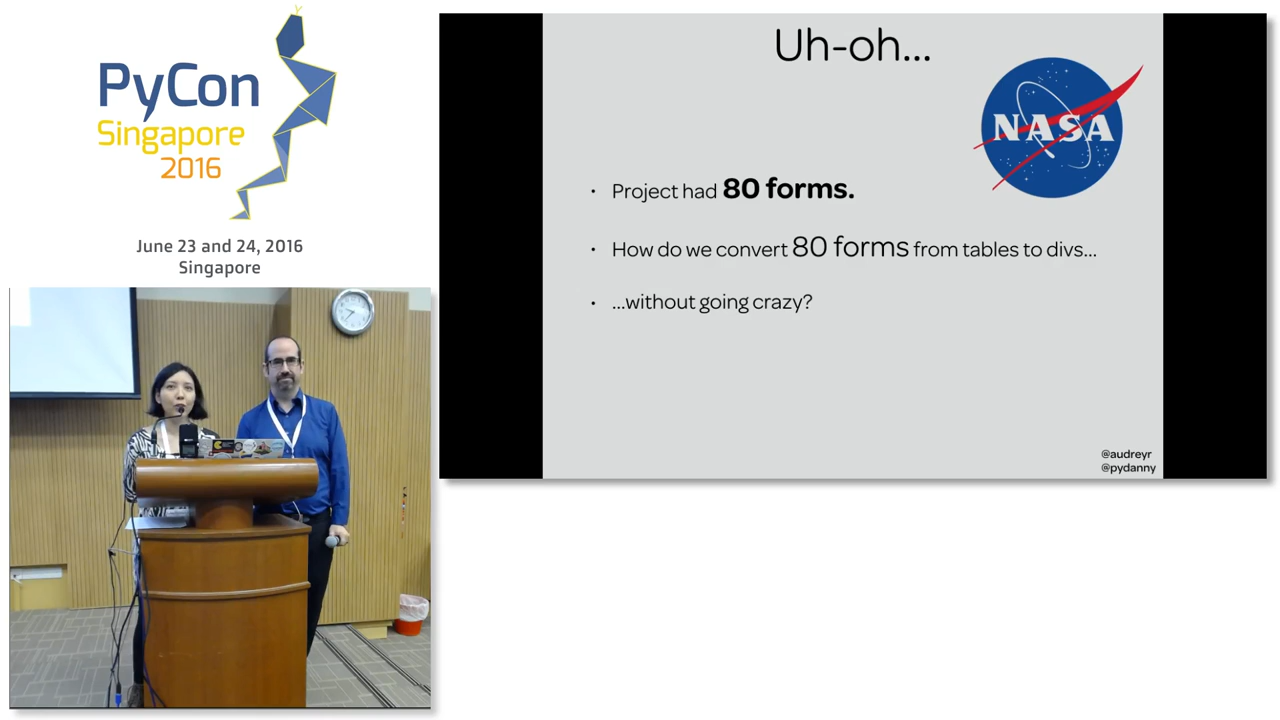 PyCon
Singapore
2016
June 23 and 24, 2016
Singapore
Uh-oh...
NASA
• Project had 80 forms.
• How do we convert 80 forms from tables to divs...
• ...without going crazy?
@audreyr
@pydanny